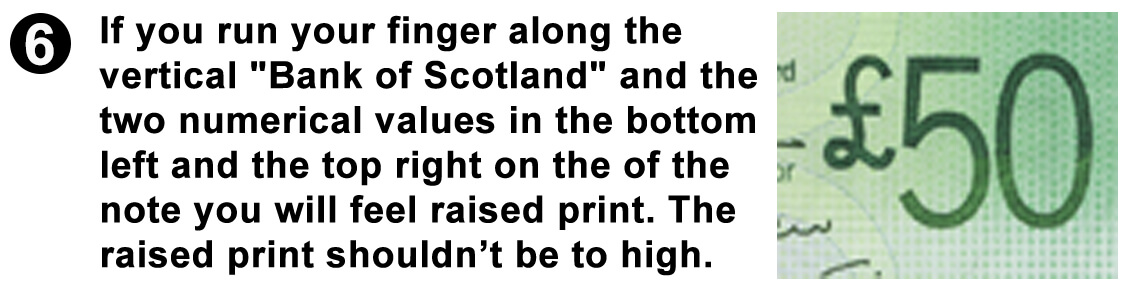 6
If you run your finger along the
vertical "Bank of Scotland" and the
two numerical values in the bottom
left and the top right on the of the
note you will feel raised print. The
raised print shouldn’t be to high.
rd
£50
or